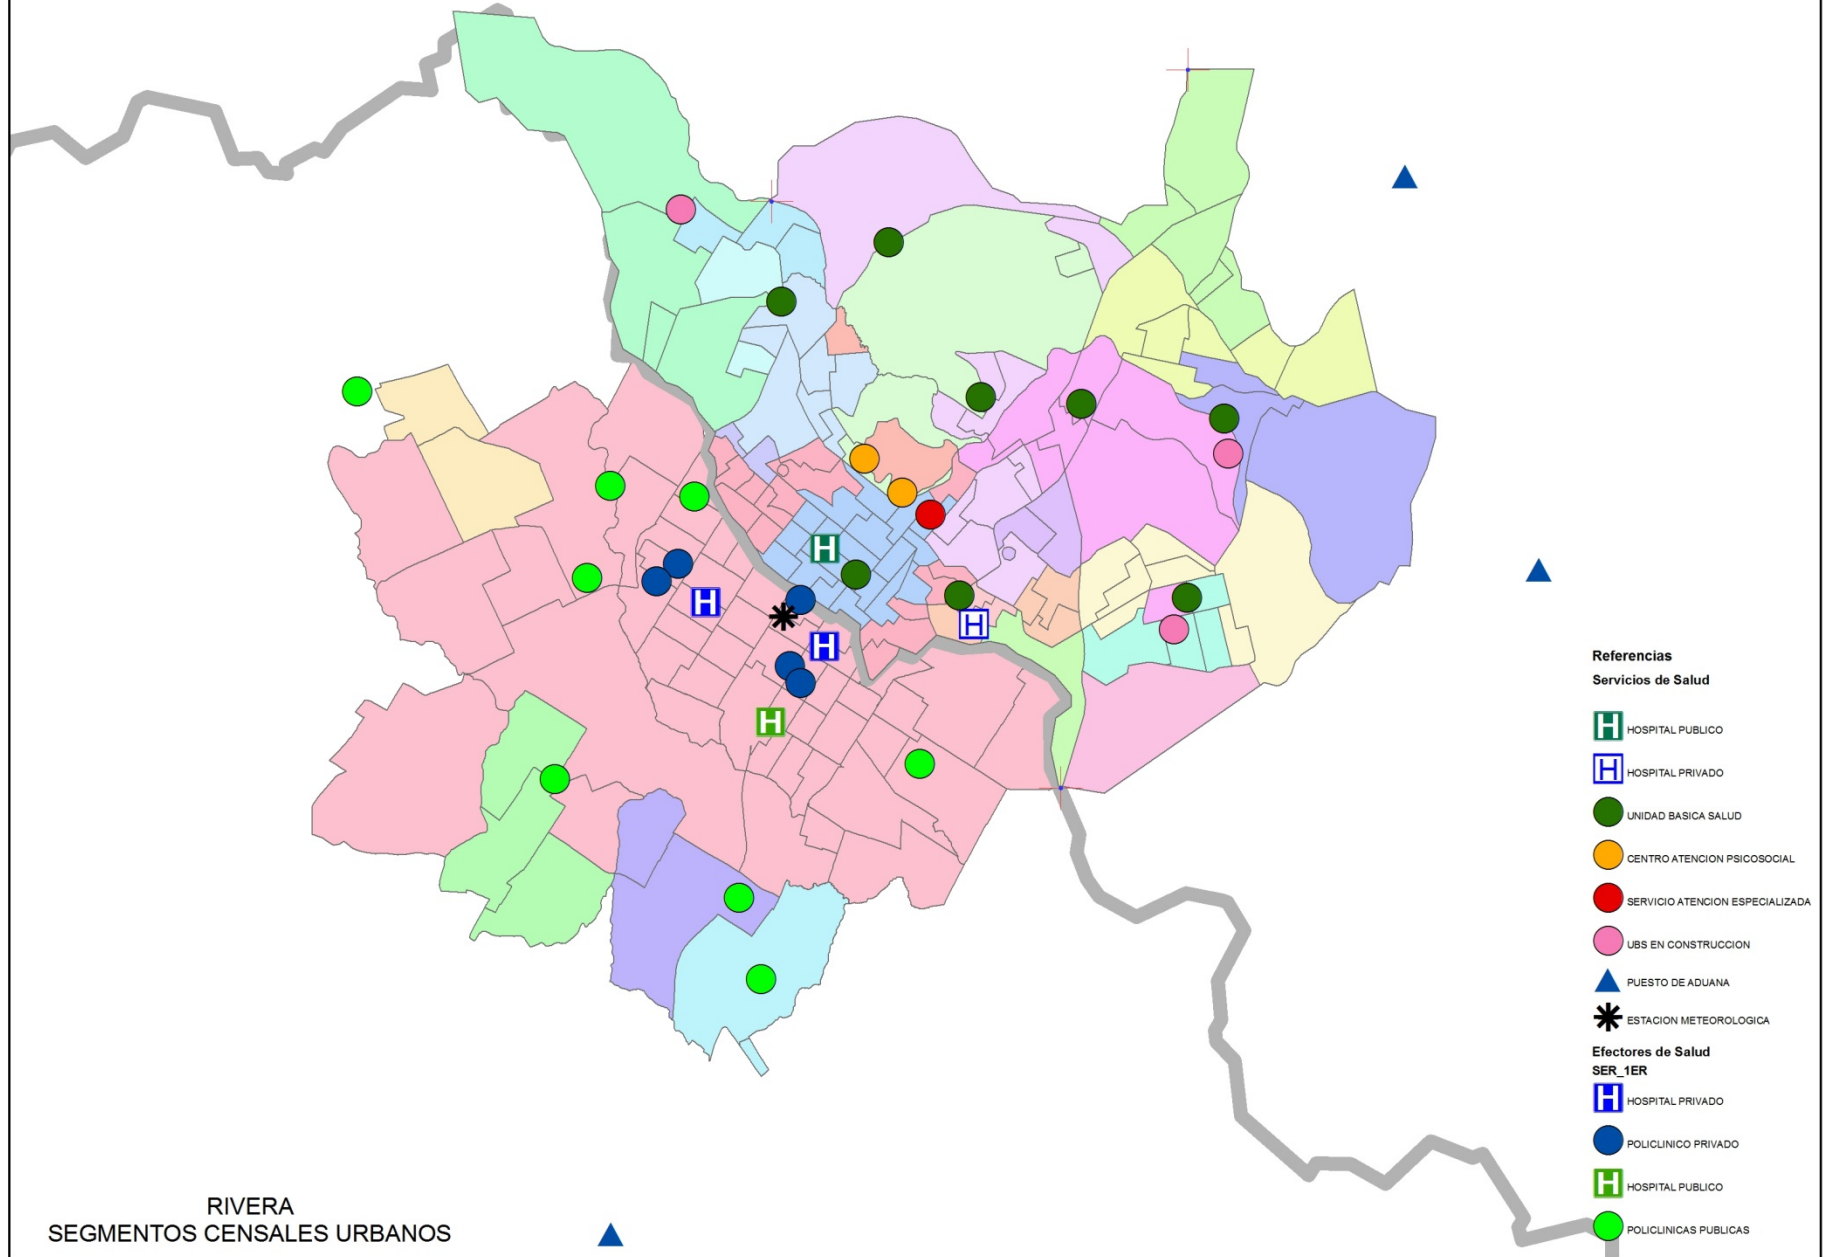 Referencias
Servicios de Salud
H HOSPITAL PUBLICO
H HOSPITAL PRIVADO
UNIDAD BASICA SALUD
CENTRO ATENCION PSICOSOCIAL
SERVICIO ATENCION ESPECIALIZADA
UBS EN CONSTRUCCION
PUESTO DE ADUANA
ESTACION METEOROLOGICA
Efectores de Salud
SER_1ER
H HOSPITAL PRIVADO
POLICLINICO PRIVADO
H HOSPITAL PUBLICO
POLICLINICAS PUBLICAS
H
H
H
H
H
RIVERA
SEGMENTOS CENSALES URBANOS